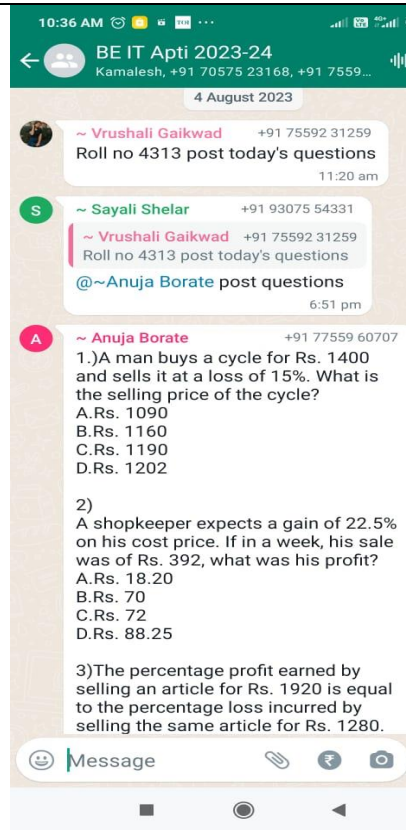 10:36 AM
BE IT Apti 2023-24
Kamalesh, +91 70575 23168, +91 7559...
4 August 2023
~ Vrushali Gaikwad +91 75592 31259
Roll no 4313 post today's questions
11:20 am
S
~ Sayali Shelar +91 93075 54331
~ Vrushali Gaikwad +91 75592 31259
Roll no 4313 post today's questions
@~Anuja Borate post questions
6:51 pm
A
~ Anuja Borate +91 77559 60707
1.)A man buys a cycle for Rs. 1400
and sells it at a loss of 15%. What is
the selling price of the cycle?
A.Rs. 1090
B.Rs. 1160
C.Rs. 1190
D.Rs. 1202
2)
A shopkeeper expects a gain of 22.5%
on his cost price. If in a week, his sale
was of Rs. 392, what was his profit?
A.Rs. 18.20
B.Rs. 70
C.Rs. 72
D.Rs. 88.25
3)The percentage profit earned by
selling an article for Rs. 1920 is equal
to the percentage loss incurred by
selling the same article for Rs. 1280.
Message